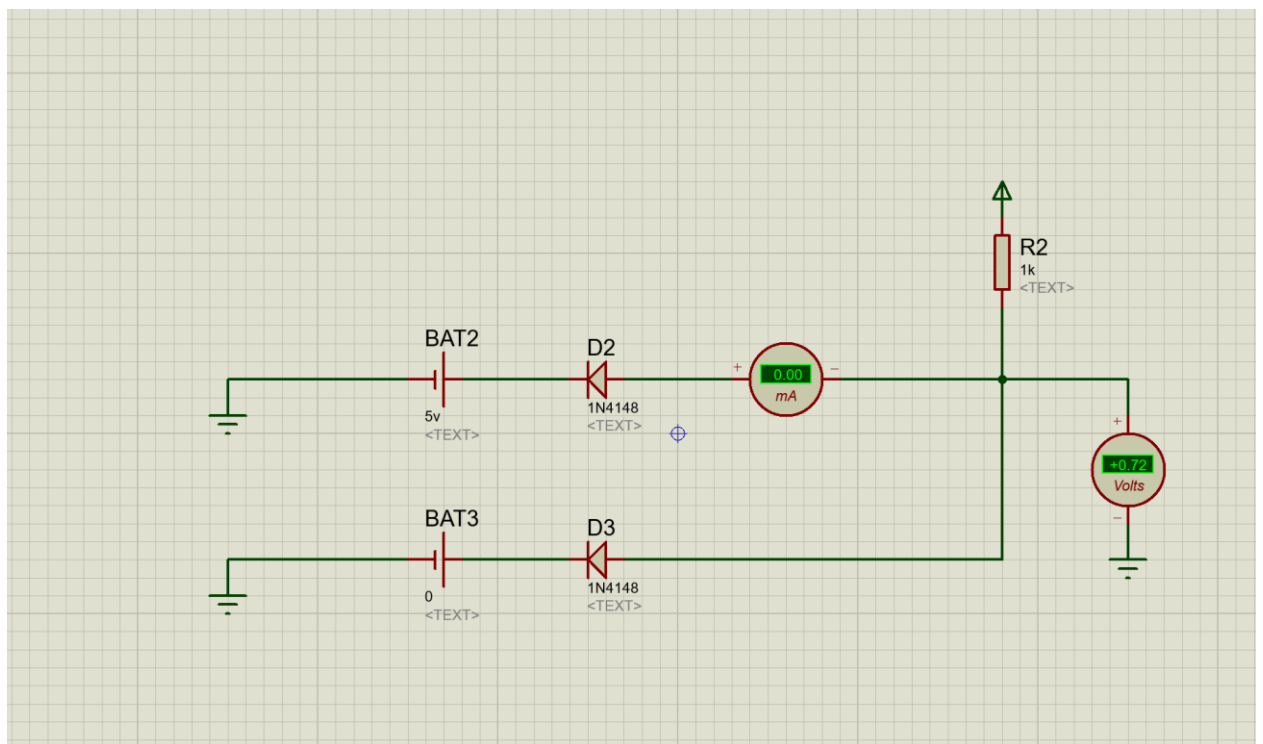 R2
1k
<TEXT>
BAT2
5v
<TEXT>
D2
1N4148
<TEXT>
+
0.00
mA
−
+
+0.72
Volts
−
BAT3
0
<TEXT>
D3
1N4148
<TEXT>